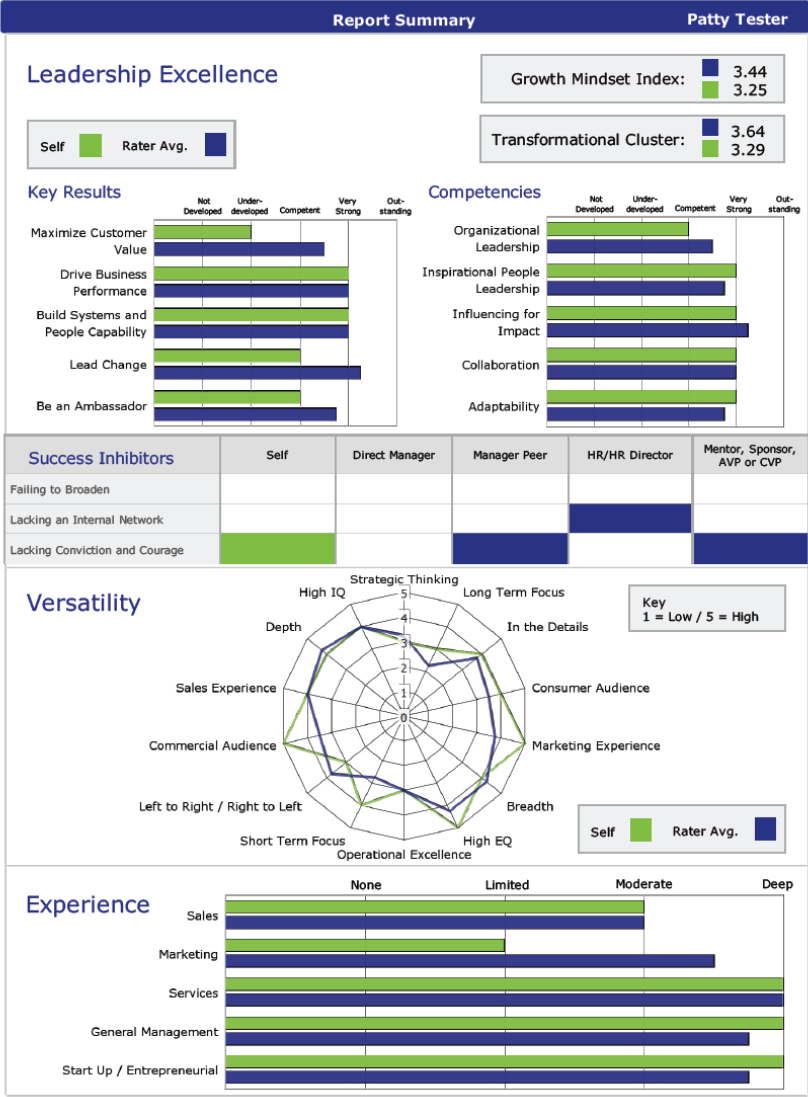 Report Summary
Patty Tester
Leadership Excellence
Growth Mindset Index: 3.44
3.25
Self Rater Avg.
Transformational Cluster: 3.64
3.29
Key Results
Not
Developed
Under-
developed
Competent
Very
Strong
Out-
standing
Maximize Customer
Value
Drive Business
Performance
Build Systems and
People Capability
Lead Change
Be an Ambassador
Competencies
Not
Developed
Under-
developed
Competent
Very
Strong
Out-
standing
Organizational
Leadership
Inspirational People
Leadership
Influencing for
Impact
Collaboration
Adaptability
Success Inhibitors
Self
Direct Manager
Manager Peer
HR/HR Director
Mentor, Sponsor,
AVP or CVP
Failing to Broaden
Lacking an Internal Network
Lacking Conviction and Courage
Versatility
Key
1 = Low / 5 = High
Strategic Thinking
Long Term Focus
In the Details
Consumer Audience
Marketing Experience
Breadth
High EQ
Operational Excellence
Short Term Focus
Left to Right / Right to Left
Commercial Audience
Sales Experience
Depth
High IQ
5
4
3
2
1
0
Self Rater Avg.
Experience
None Limited Moderate Deep
Sales
Marketing
Services
General Management
Start Up / Entrepreneurial